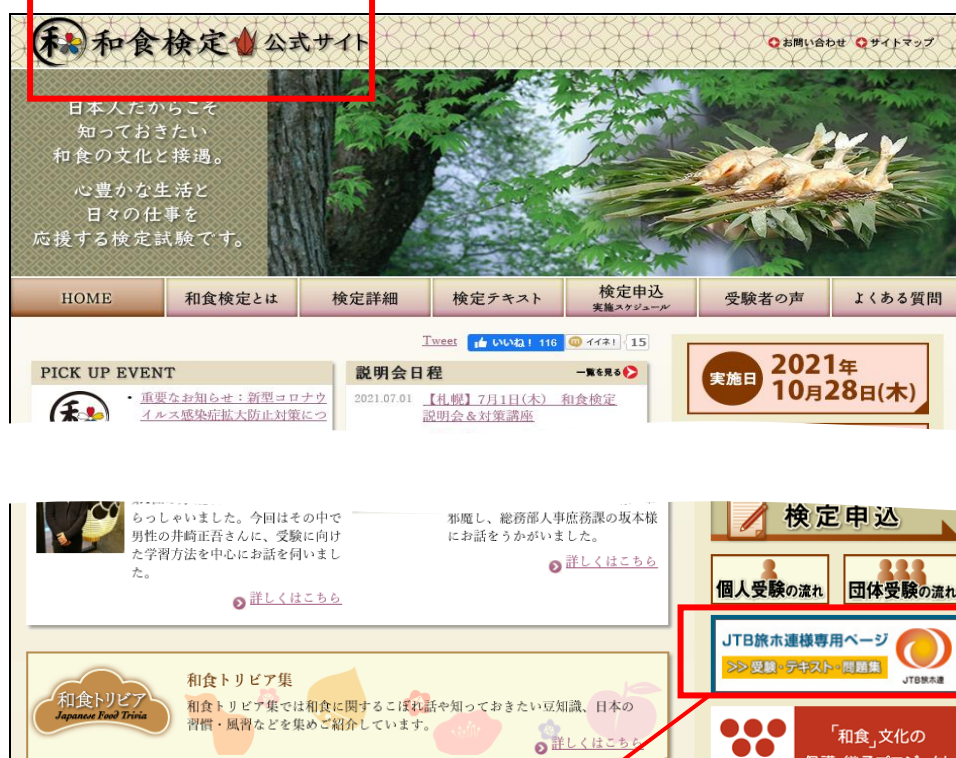 和
和食検定 公式サイト
お問い合わせ サイトマップ
日本人だからこそ
知っておきたい
和食の文化と接遇。
心豊かな生活と
日々の仕事を
応援する検定試験です。
HOME 和食検定とは 検定詳細 検定テキスト 検定申込 受験者の声 よくある質問
実施スケジュール
Tweet いいね! 116 イイネ! 15
PICK UP EVENT
・重要なお知らせ:新型コロナウ
イルス感染症拡大防止対策につ
説明会日程 一覧を見る
2021.07.01 【札幌】7月1日(木) 和食検定
説明会&対策講座
実施日 2021年
10月28日(木)
らっしゃいました。今回はその中で
男性の井崎正吾さんに、受験に向け
た学習方法を中心にお話を伺いまし
た。
詳しくはこちら
邪魔し、総務部人事庶務課の坂本様
にお話をうかがいました。
詳しくはこちら
検定申込
個人受験の流れ 団体受験の流れ
JTB旅ホ連様専用ページ
>> 受験・テキスト・問題集
JTB旅ホ連
和食トリビア
Japanese Food Trivia
和食トリビア集
和食トリビア集では和食に関するこぼれ話や知っておきたい豆知識、日本の
習慣・風習などを集めご紹介しています。
詳しくはこちら
「和食」文化の